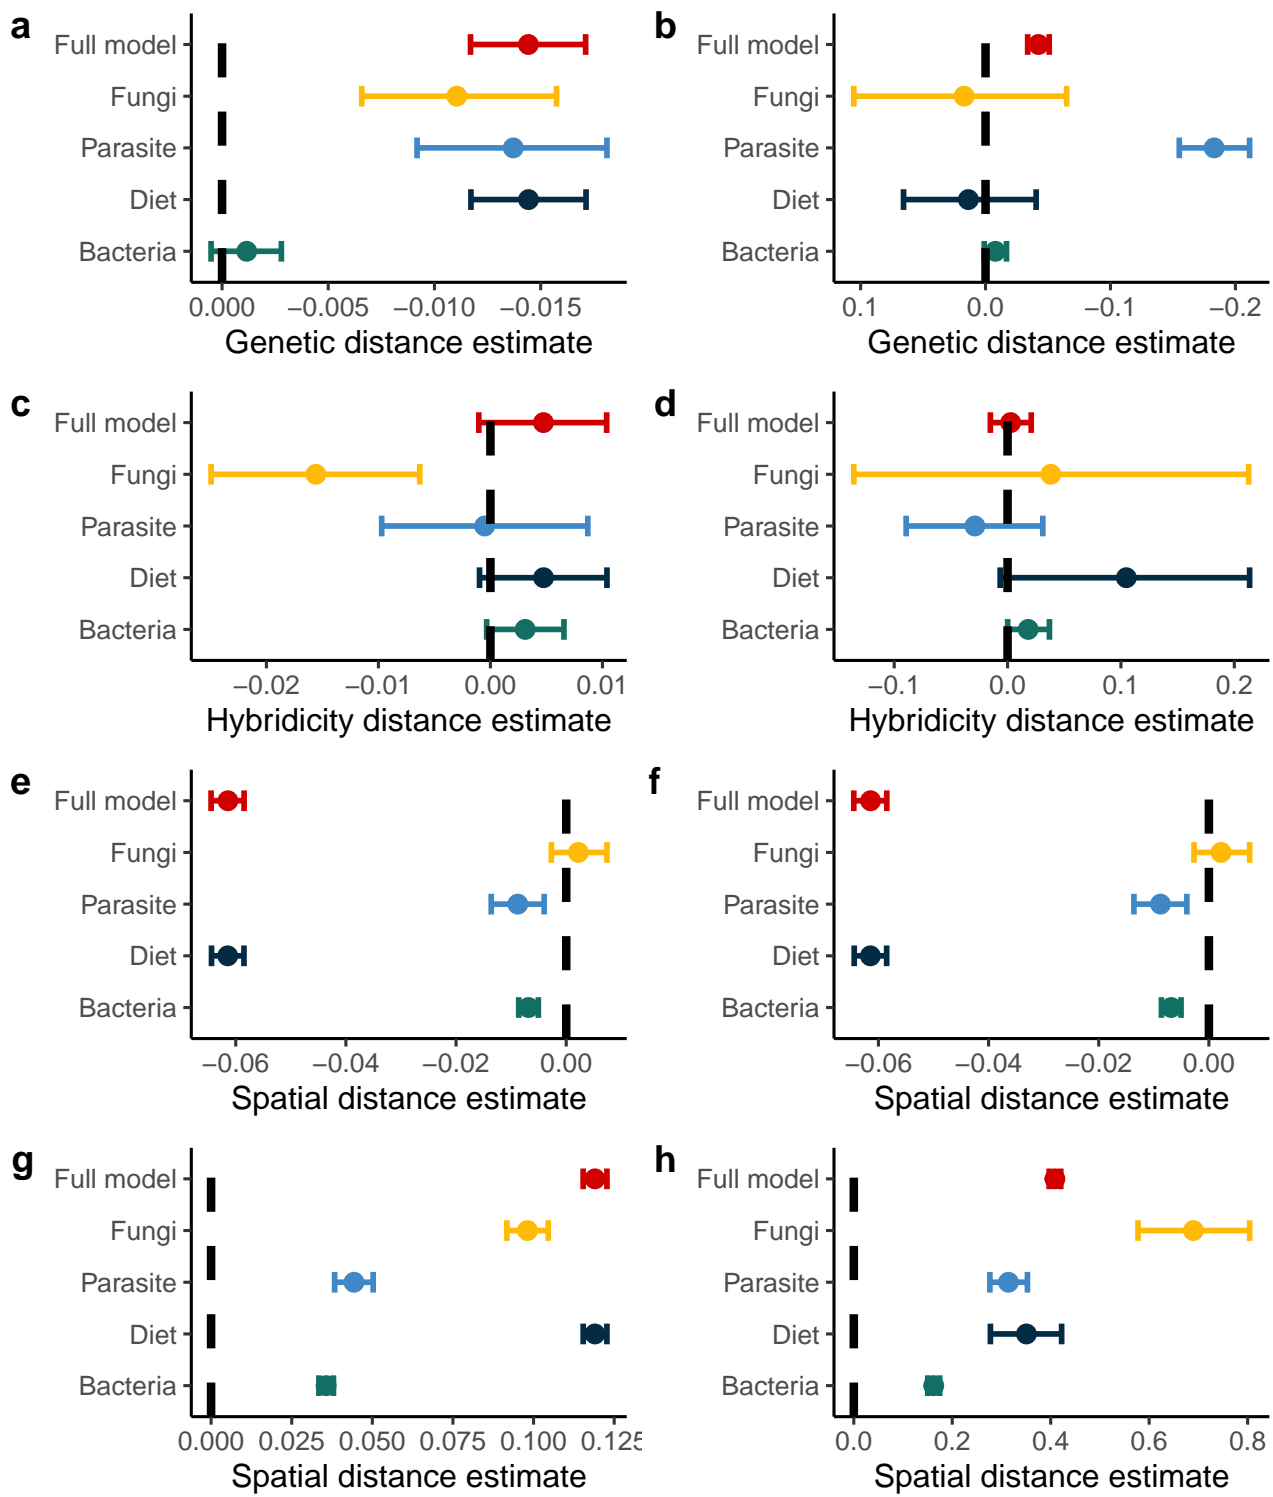 a
Full model
Fungi
Parasite
Diet
Bacteria
0.000 −0.005 −0.010 −0.015
Genetic distance estimate
b
Full model
Fungi
Parasite
Diet
Bacteria
0.1 0.0 −0.1 −0.2
Genetic distance estimate
c
Full model
Fungi
Parasite
Diet
Bacteria
−0.02 −0.01 0.00 0.01
Hybridicity distance estimate
d
Full model
Fungi
Parasite
Diet
Bacteria
−0.1 0.0 0.1 0.2
Hybridicity distance estimate
e
Full model
Fungi
Parasite
Diet
Bacteria
−0.06 −0.04 −0.02 0.00
Spatial distance estimate
f
Full model
Fungi
Parasite
Diet
Bacteria
−0.06 −0.04 −0.02 0.00
Spatial distance estimate
g
Full model
Fungi
Parasite
Diet
Bacteria
0.000 0.025 0.050 0.075 0.100 0.125
Spatial distance estimate
h
Full model
Fungi
Parasite
Diet
Bacteria
0.0 0.2 0.4 0.6 0.8
Spatial distance estimate